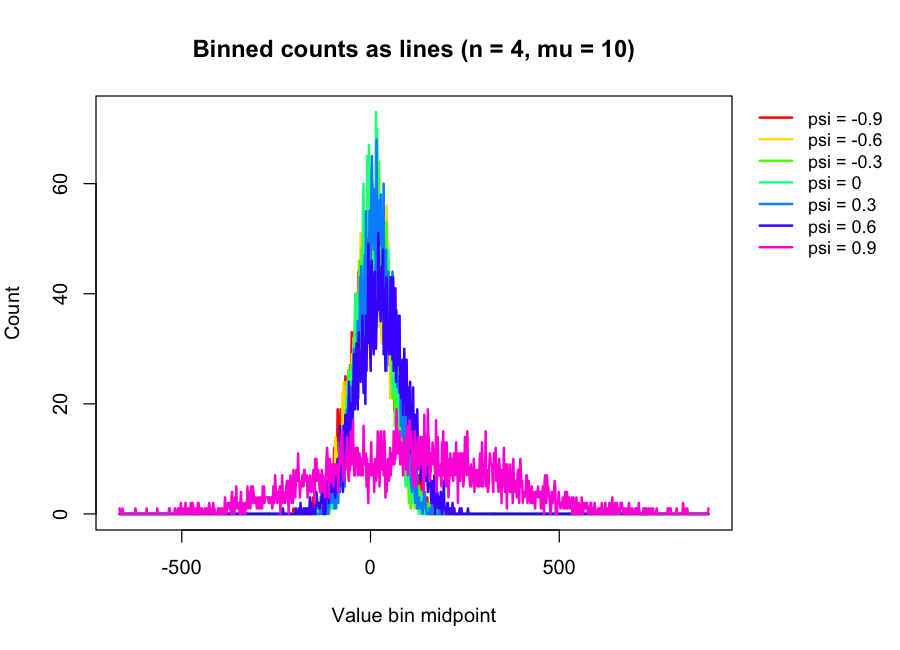 Binned counts as lines (n = 4, mu = 10)
psi = -0.9
psi = -0.6
psi = -0.3
psi = 0
psi = 0.3
psi = 0.6
psi = 0.9
Count
60
40
20
0
-500
0
500
Value bin midpoint